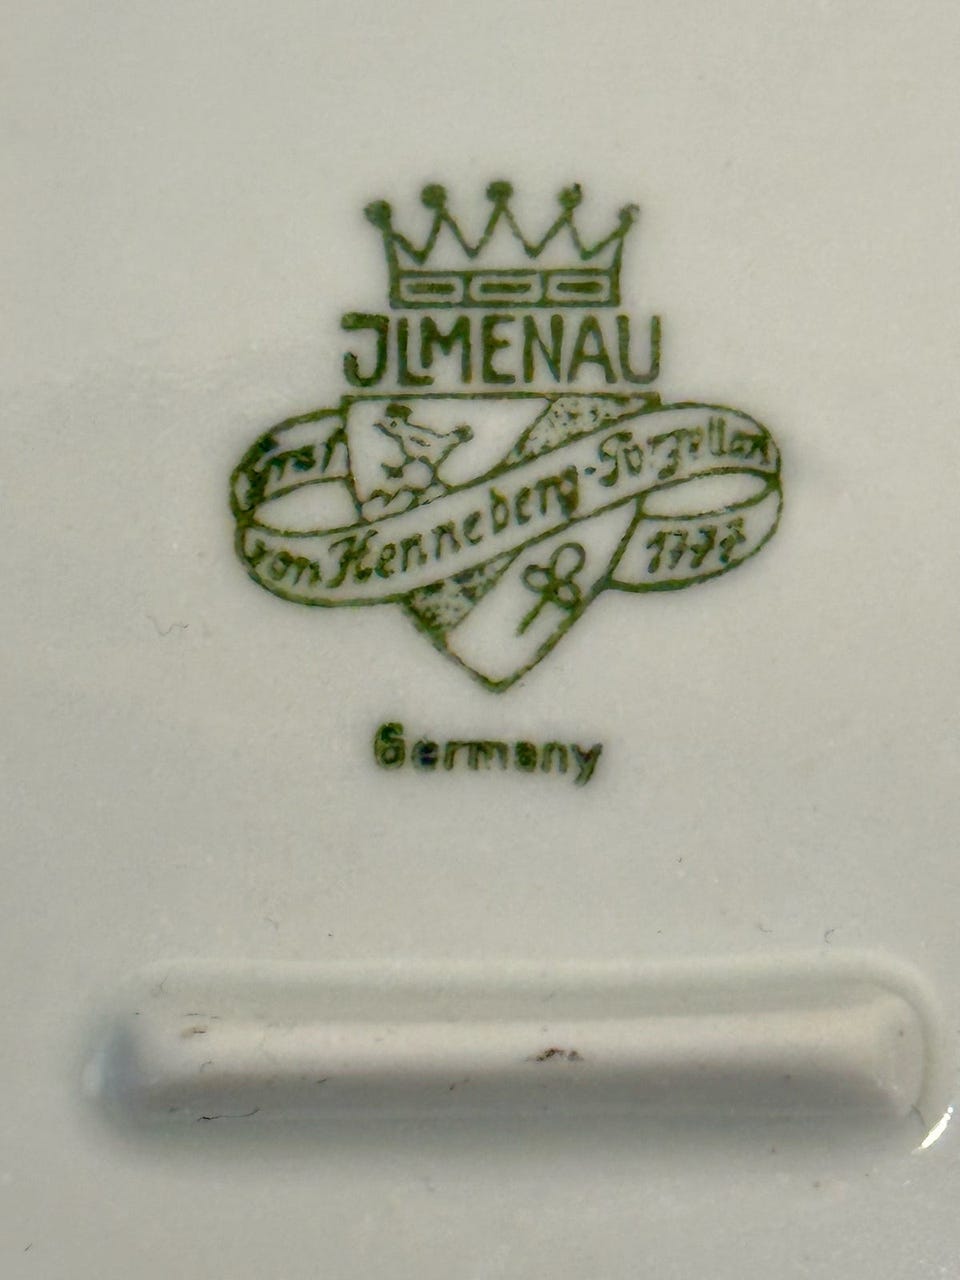 JLMENAU
Graf
von Henneberg-Porzellan
1777
Germany